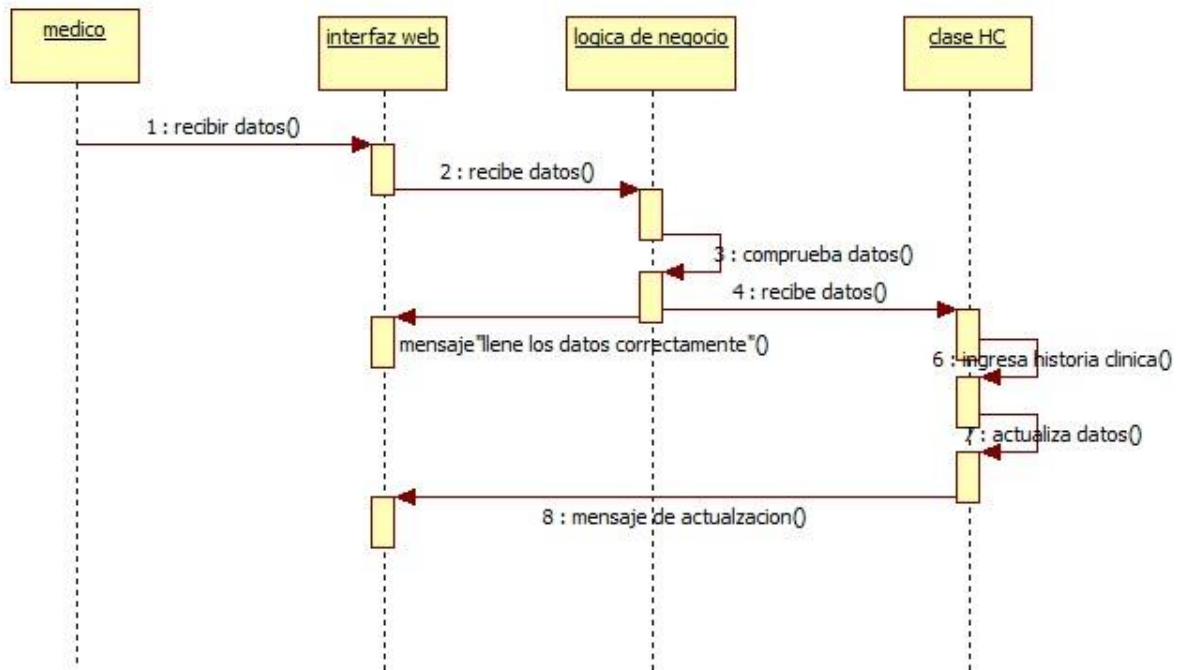 medico
interfaz web
logica de negocio
clase HC
1 : recibir datos()
2 : recibe datos()
3 : comprueba datos()
4 : recibe datos()
mensaje"llene los datos correctamente"()
6 : ingresa historia clinica()
7 : actualiza datos()
8 : mensaje de actualzacion()